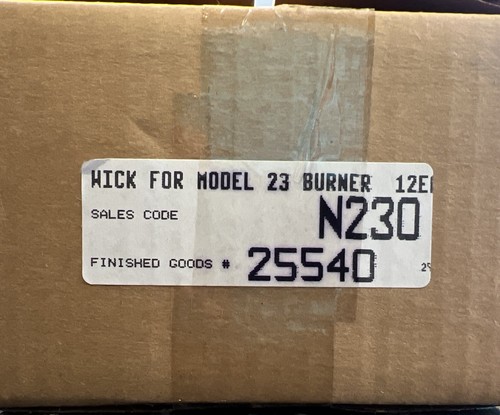 WICK FOR MODEL 23 BURNER
SALES CODE N230
FINISHED GOODS # 25540